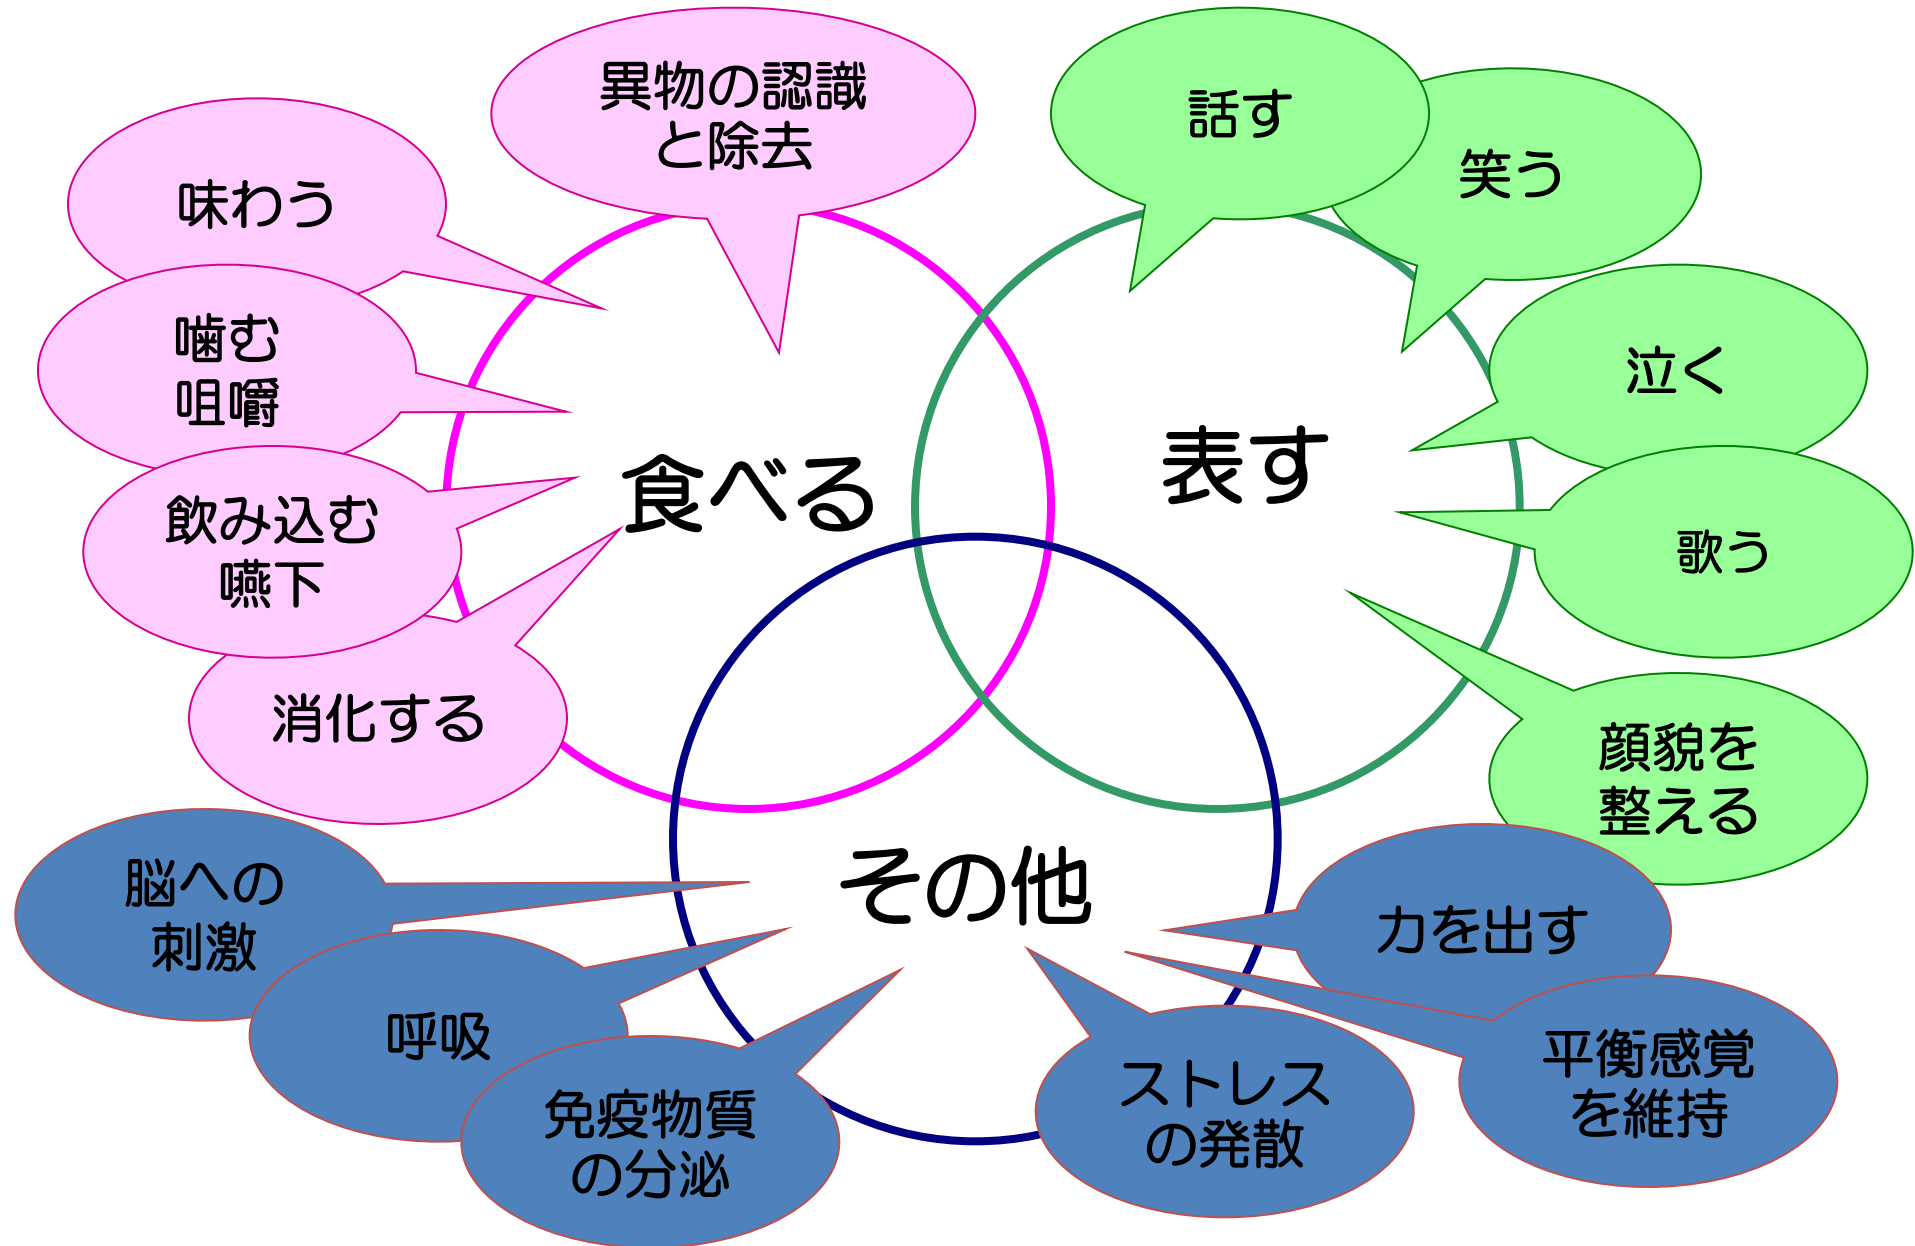 異物の認識
と除去
味わう
噛む
咀嚼
飲み込む
嚥下
消化する
食べる
話す
笑う
泣く
歌う
顔貌を
整える
表す
その他
脳への
刺激
呼吸
免疫物質
の分泌
ストレス
の発散
力を出す
平衡感覚
を維持